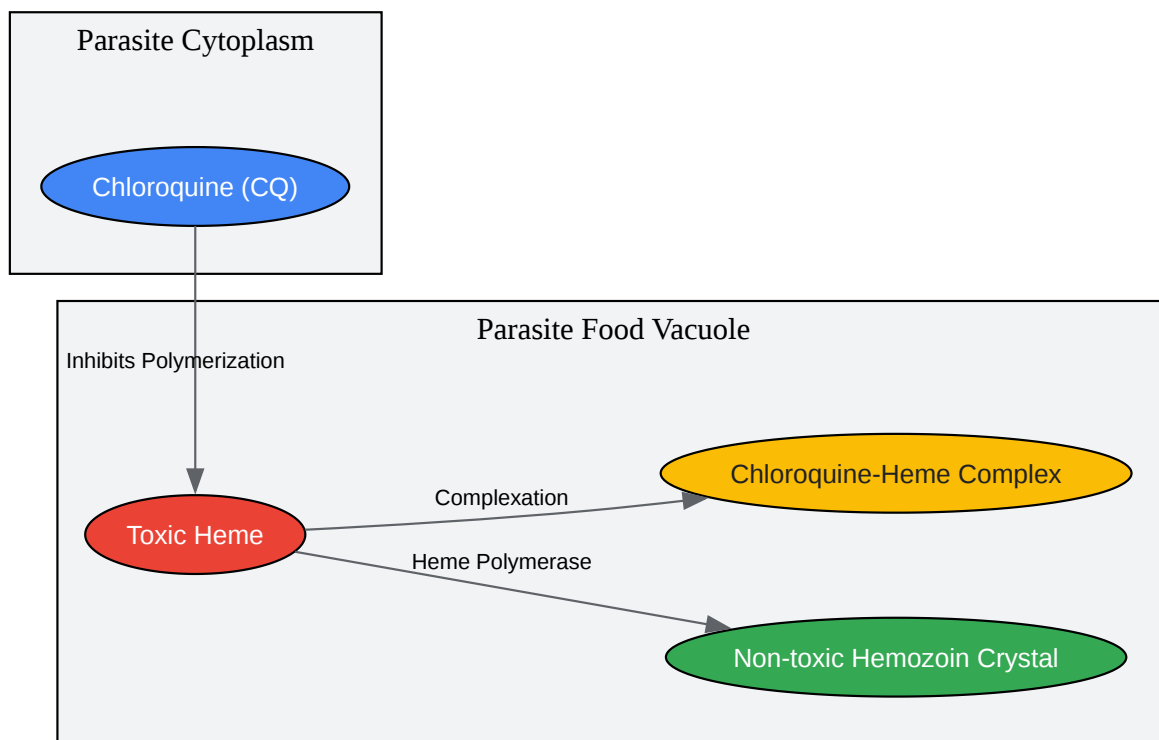 Parasite Cytoplasm
Chloroquine (CQ)
Parasite Food Vacuole
Inhibits Polymerization
Chloroquine-Heme Complex
Complexation
Toxic Heme
Heme Polymerase
Non-toxic Hemozoin Crystal